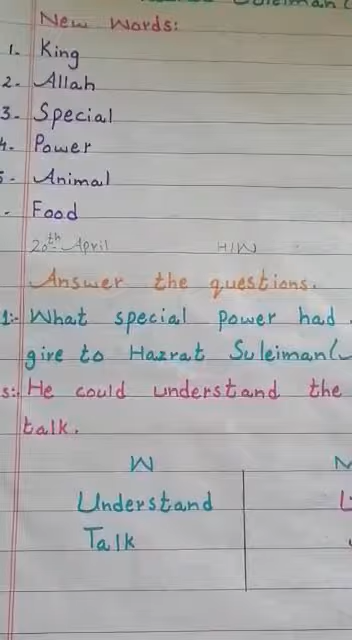 Suleiman (
New Words:
1. King
2. Allah
3. Special
4. Power
5. Animal
. Food
20th April H/W
Answer the questions.
1:- What special power had
give to Hazrat Suleiman(
s:- He could understand the
talk.
W
Understand
Talk